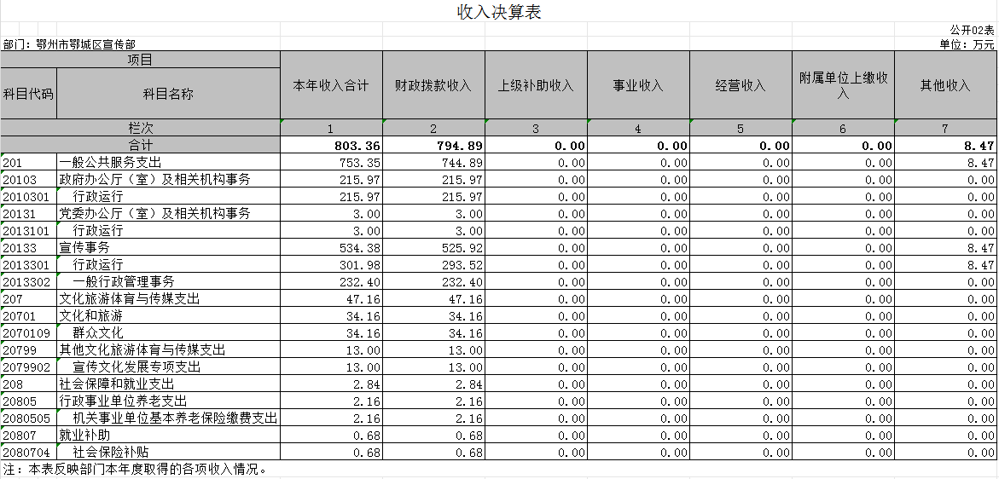 收入决算表
公开02表
部门：鄂州市鄂城区宣传部 单位：万元
项目 本年收入合计 财政拨款收入 上级补助收入 事业收入 经营收入 附属单位上缴收入 其他收入
科目代码 科目名称
栏次 1 2 3 4 5 6 7
合计 803.36 794.89 0.00 0.00 0.00 0.00 8.47
201 一般公共服务支出 753.35 744.89 0.00 0.00 0.00 0.00 8.47
20103 政府办公厅（室）及相关机构事务 215.97 215.97 0.00 0.00 0.00 0.00 0.00
2010301 行政运行 215.97 215.97 0.00 0.00 0.00 0.00 0.00
20131 党委办公厅（室）及相关机构事务 3.00 3.00 0.00 0.00 0.00 0.00 0.00
2013101 行政运行 3.00 3.00 0.00 0.00 0.00 0.00 0.00
20133 宣传事务 534.38 525.92 0.00 0.00 0.00 0.00 8.47
2013301 行政运行 301.98 293.52 0.00 0.00 0.00 0.00 8.47
2013302 一般行政管理事务 232.40 232.40 0.00 0.00 0.00 0.00 0.00
207 文化旅游体育与传媒支出 47.16 47.16 0.00 0.00 0.00 0.00 0.00
20701 文化和旅游 34.16 34.16 0.00 0.00 0.00 0.00 0.00
2070109 群众文化 34.16 34.16 0.00 0.00 0.00 0.00 0.00
20799 其他文化旅游体育与传媒支出 13.00 13.00 0.00 0.00 0.00 0.00 0.00
2079902 宣传文化发展专项支出 13.00 13.00 0.00 0.00 0.00 0.00 0.00
208 社会保障和就业支出 2.84 2.84 0.00 0.00 0.00 0.00 0.00
20805 行政事业单位养老支出 2.16 2.16 0.00 0.00 0.00 0.00 0.00
2080505 机关事业单位基本养老保险缴费支出 2.16 2.16 0.00 0.00 0.00 0.00 0.00
20807 就业补助 0.68 0.68 0.00 0.00 0.00 0.00 0.00
2080704 社会保险补贴 0.68 0.68 0.00 0.00 0.00 0.00 0.00
注：本表反映部门本年度取得的各项收入情况。